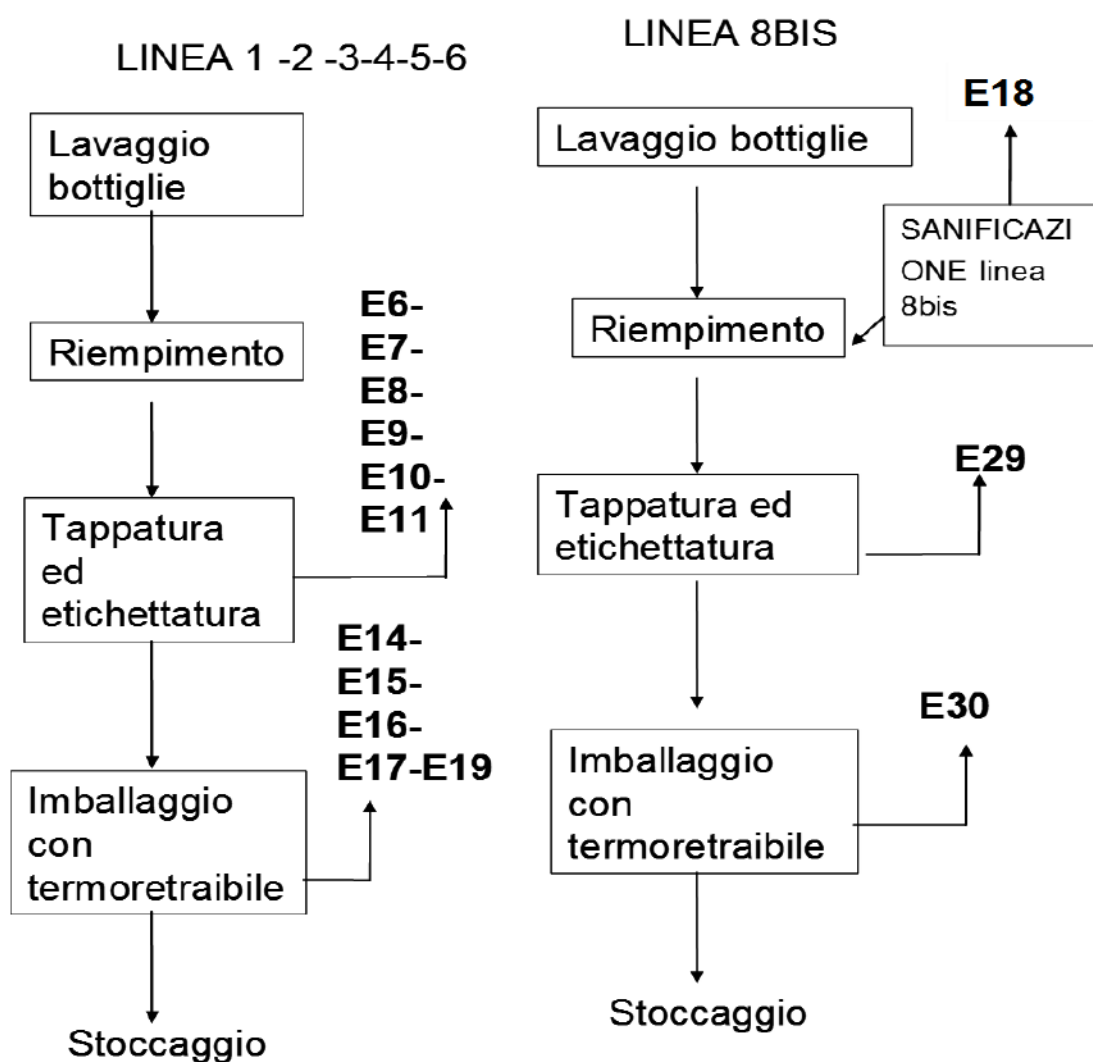 LINEA 1 -2 -3-4-5-6
Lavaggio
bottiglie
Riempimento
E6-
E7-
E8-
E9-
E10-
E11
Tappatura
ed
etichettatura
E14-
E15-
E16-
E17-E19
Imballaggio
con
termoretraibile
Stoccaggio
LINEA 8BIS
E18
Lavaggio bottiglie
SANIFICAZI
ONE linea
8bis
Riempimento
E29
Tappatura ed
etichettatura
E30
Imballaggio
con
termoretraibile
Stoccaggio